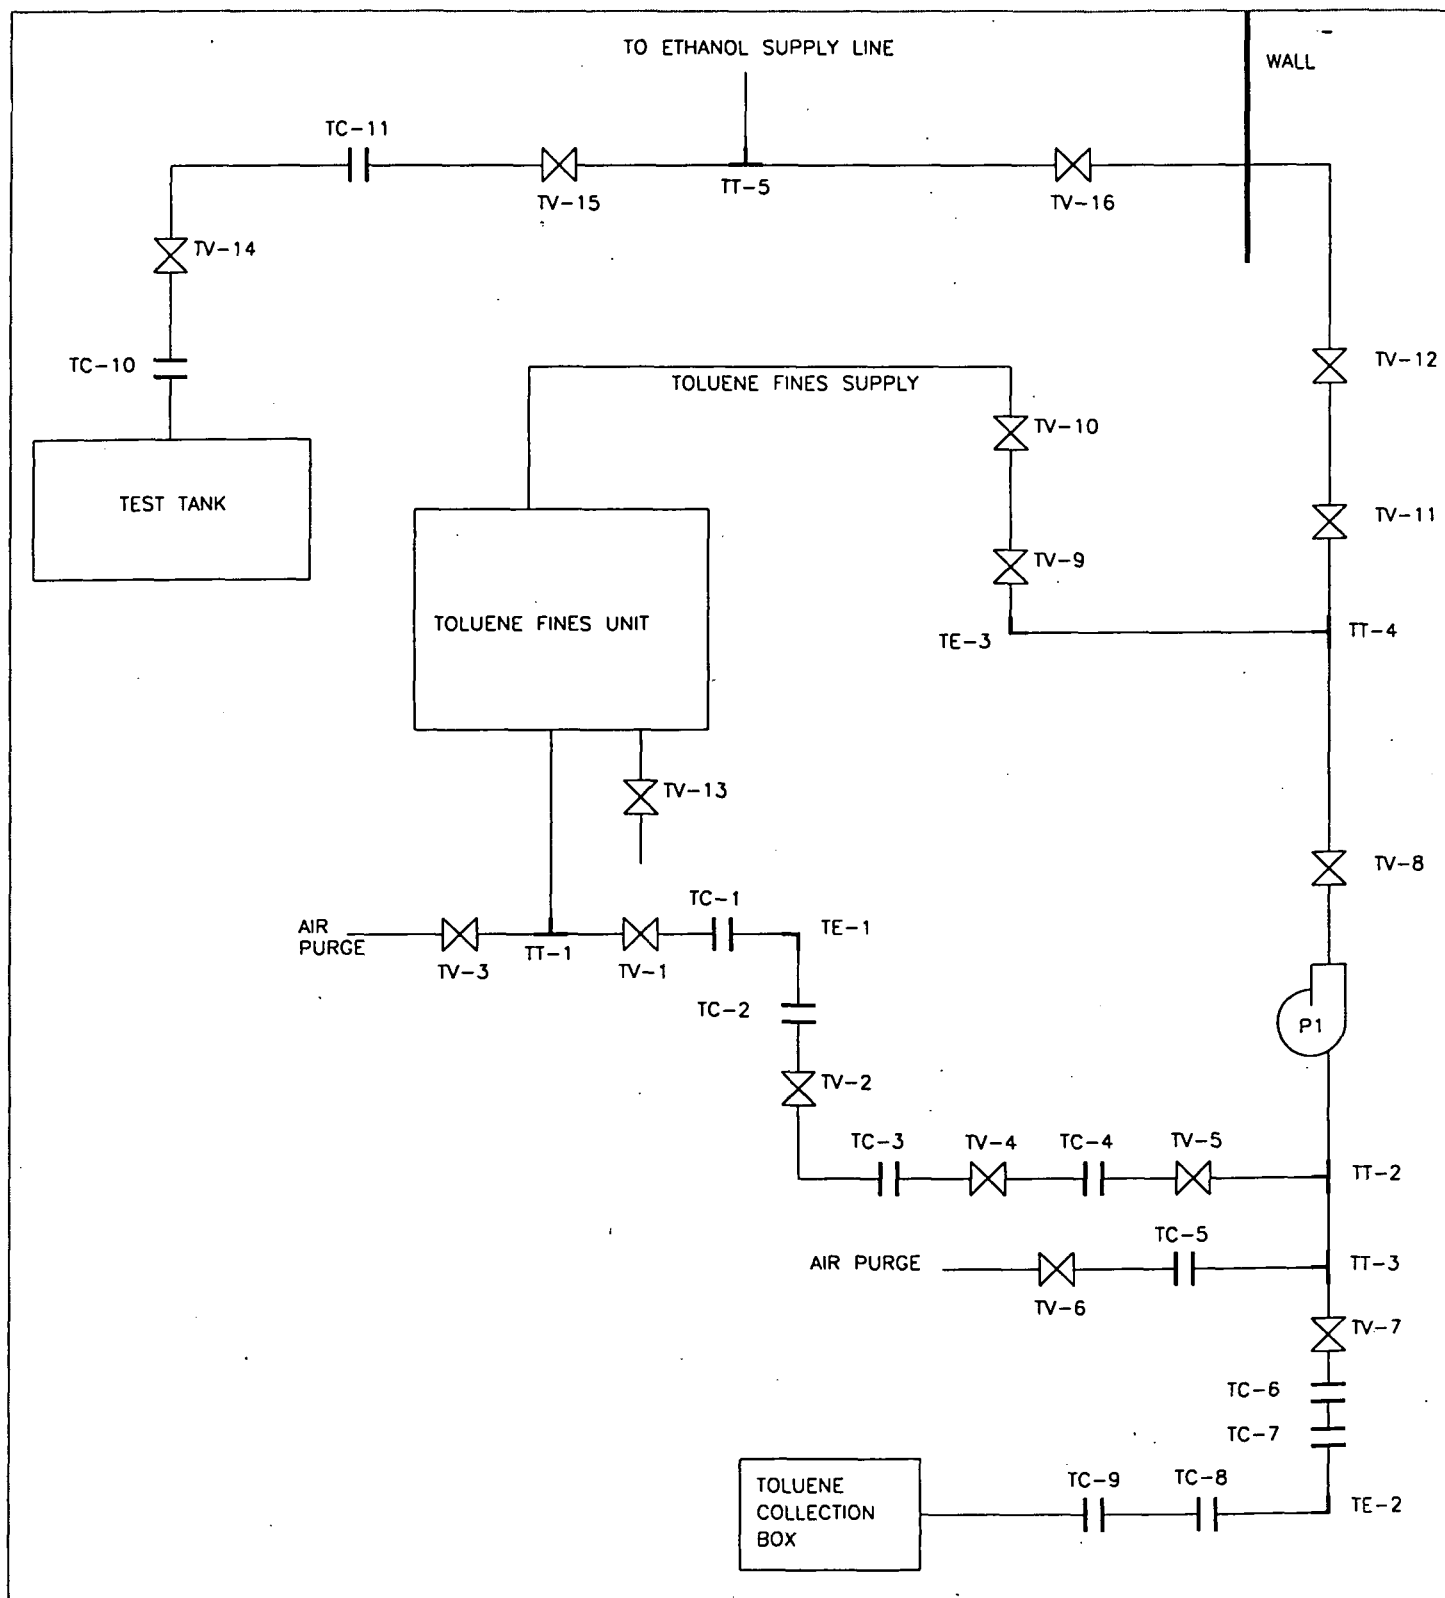 TO ETHANOL SUPPLY LINE
WALL
TC-11
TV-15
TT-5
TV-16
TV-14
TC-10
TV-12
TOLUENE FINES SUPPLY
TV-10
TEST TANK
TV-11
TV-9
TOLUENE FINES UNIT
TE-3
TT-4
TV-13
TV-8
TC-1
AIR
PURGE
TE-1
TV-3
TT-1
TV-1
TC-2
P1
TV-2
TC-3
TV-4
TC-4
TV-5
TT-2
TC-5
AIR PURGE
TT-3
TV-6
TV-7
TC-6
TC-7
TOLUENE
COLLECTION
BOX
TC-9
TC-8
TE-2